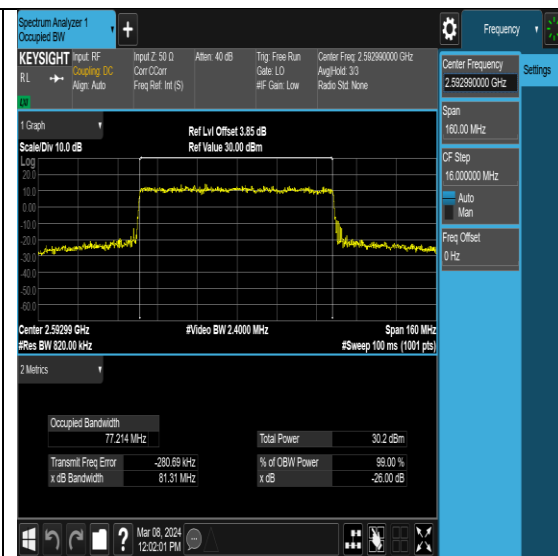 Spectrum Analyzer 1
Occupied BW
+
Frequency
KEYSIGHT
RL
LXI
Input: RF
Coupling: DC
Align: Auto
Input Z: 50 Ω
Corr CCorr
Freq Ref: Int (S)
Atten: 40 dB
Trig: Free Run
Gate: LO
#IF Gain: Low
Center Freq: 2.592990000 GHz
Avg|Hold: 3/3
Radio Std: None
Center Frequency
2.592990000 GHz
Settings
Span
160.00 MHz
CF Step
16.000000 MHz
Auto
Man
Freq Offset
0 Hz
1 Graph
Scale/Div 10.0 dB
Ref Lvl Offset 3.85 dB
Ref Value 30.00 dBm
Log
20.0
10.0
0.00
-10.0
-20.0
-30.0
-40.0
-50.0
-60.0
Center 2.59299 GHz
#Video BW 2.4000 MHz
Span 160 MHz
#Res BW 820.00 kHz
#Sweep 100 ms (1001 pts)
2 Metrics
Occupied Bandwidth
77.214 MHz
Total Power 30.2 dBm
Transmit Freq Error -280.69 kHz
% of OBW Power 99.00 %
x dB Bandwidth 81.31 MHz
x dB -26.00 dB
?
Mar 08, 2024
12:02:01 PM